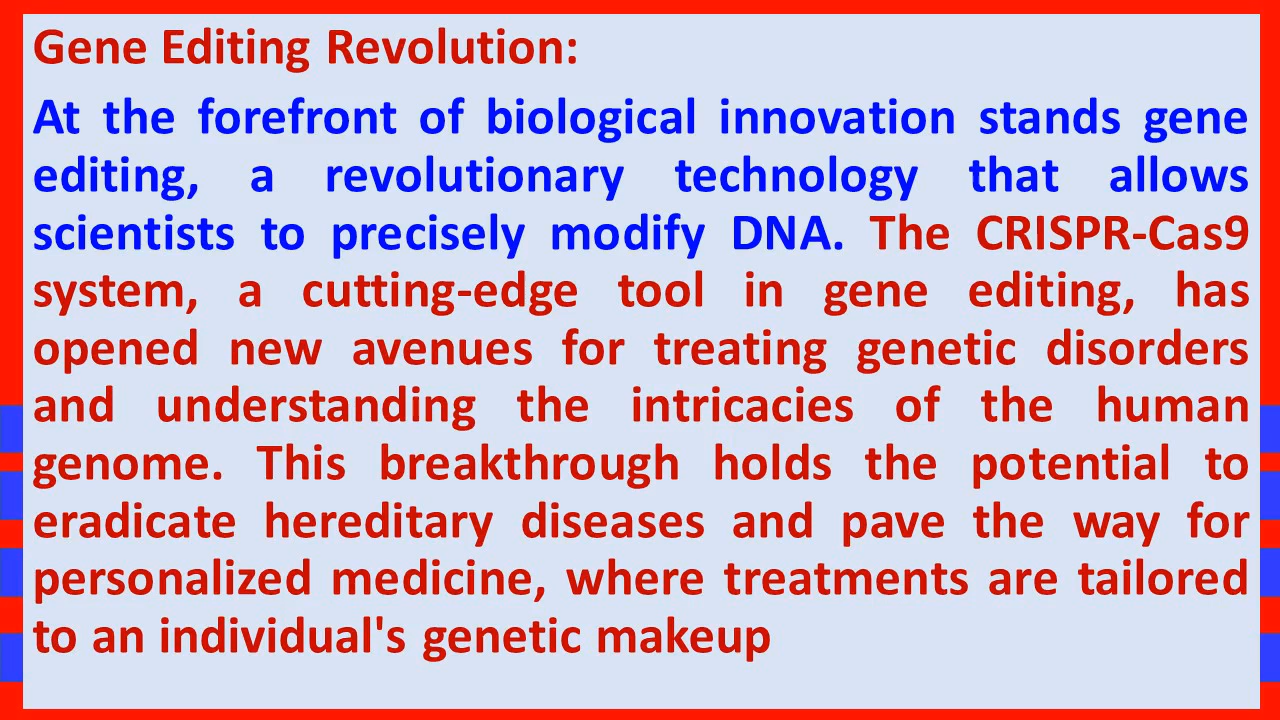 Gene Editing Revolution:
At the forefront of biological innovation stands gene
editing, a revolutionary technology that allows
scientists to precisely modify DNA. The CRISPR-Cas9
system, a cutting-edge tool in gene editing, has
opened new avenues for treating genetic disorders
and understanding the intricacies of the human
genome. This breakthrough holds the potential to
eradicate hereditary diseases and pave the way for
personalized medicine, where treatments are tailored
to an individual's genetic makeup